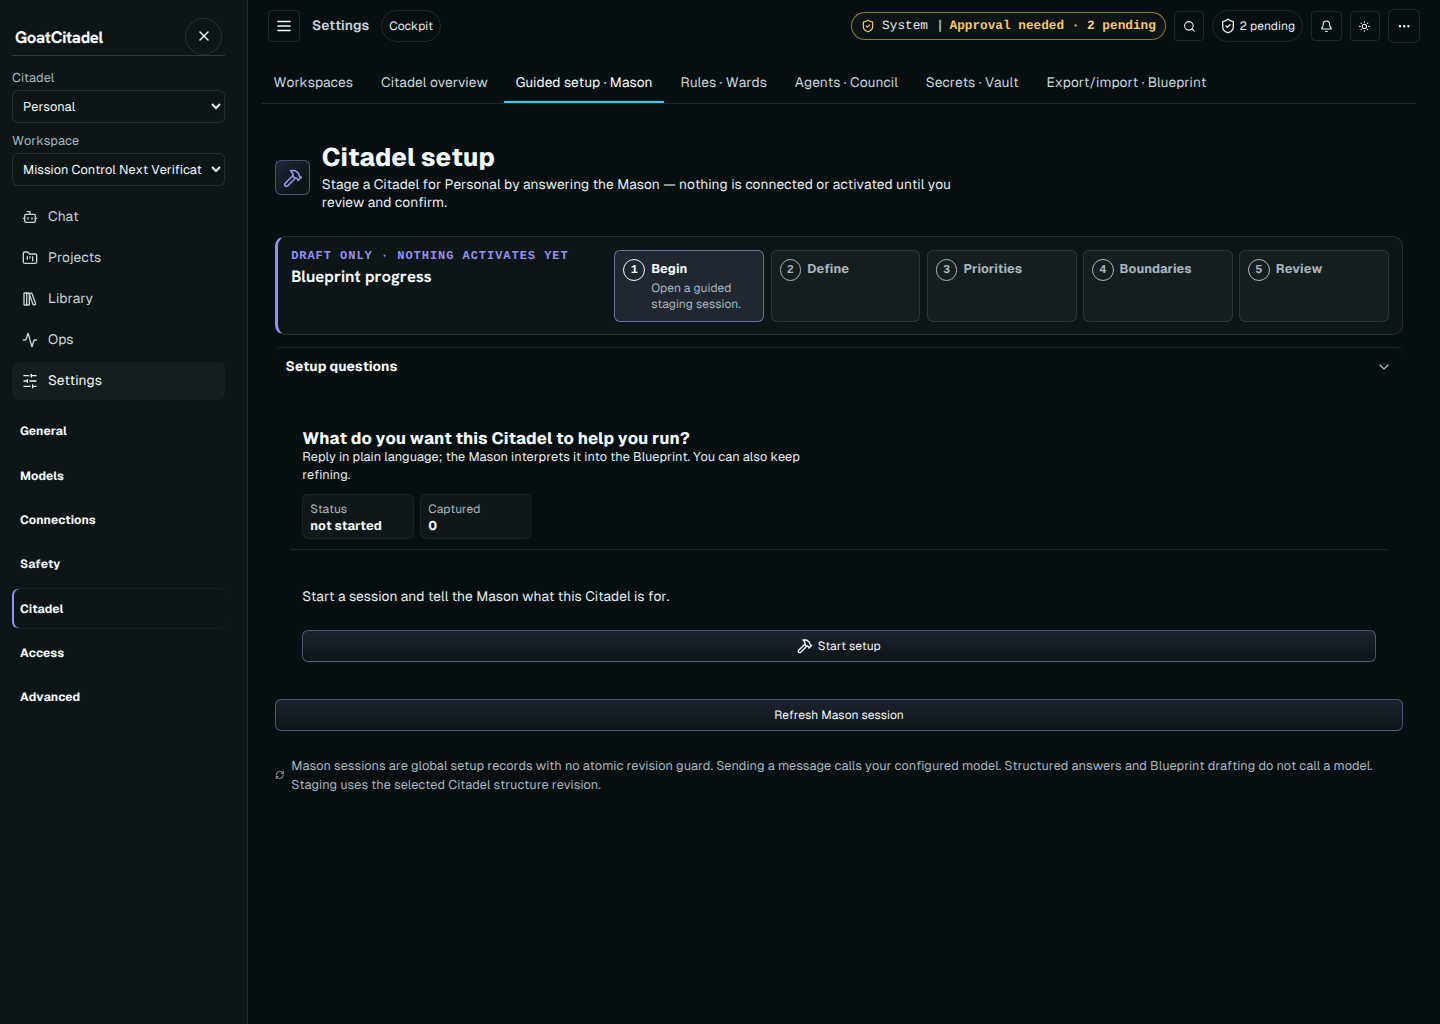 GoatCitadel
Citadel
Personal
Workspace
Mission Control Next Verificat
Chat
Projects
Library
Ops
Settings
General
Models
Connections
Safety
Citadel
Access
Advanced
Settings
Cockpit
System | Approval needed · 2 pending
2 pending
Workspaces
Citadel overview
Guided setup · Mason
Rules · Wards
Agents · Council
Secrets · Vault
Export/import · Blueprint
Citadel setup
Stage a Citadel for Personal by answering the Mason — nothing is connected or activated until you
review and confirm.
DRAFT ONLY · NOTHING ACTIVATES YET
Blueprint progress
1 Begin
Open a guided
staging session.
2 Define
3 Priorities
4 Boundaries
5 Review
Setup questions
What do you want this Citadel to help you run?
Reply in plain language; the Mason interprets it into the Blueprint. You can also keep
refining.
Status
not started
Captured
0
Start a session and tell the Mason what this Citadel is for.
Start setup
Refresh Mason session
Mason sessions are global setup records with no atomic revision guard. Sending a message calls your configured model. Structured answers and Blueprint drafting do not call a model.
Staging uses the selected Citadel structure revision.